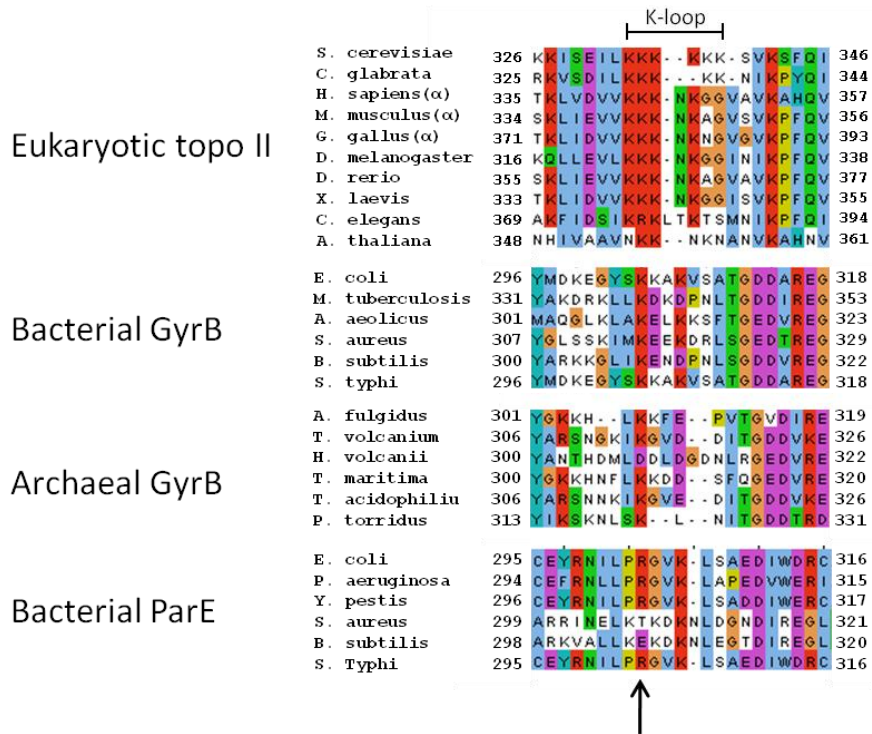 K-loop
S. cerevisiae 326 KKISEILKKK--KKK-SVKSFQI 346
C. glabrata 325 RKVSDILKKK---KK-NIKPYQI 344
H. sapiens(α) 335 TKLVDVVKKK-NKGGVAVKAHQV 357
M. musculus(α) 334 SKLIEVVKKK-NKAGVSVKPFQV 356
G. gallus(α) 371 TKLIDVVKKK-NKNGVGVKPFQV 393
Eukaryotic topo II
D. melanogaster 316 KQLLEVLKKK-NKGGINIKPFQV 338
D. rerio 355 SKLIEVVKKK-NKAGVAVKPFQV 377
X. laevis 333 TKLIDVVKKK-NKGGISVKPFQV 355
C. elegans 369 AKFIDSIKRKLTKTSMNIKPFQI 394
A. thaliana 348 NHIVAAVNKK--NKNANVKAHNV 361
E. coli 296 YMDKEGYSKKAKVSATGDDAREG 318
M. tuberculosis 331 YAKDRKLLKDKDPNLTGDDIREG 353
Bacterial GyrB
A. aeolicus 301 MAQGLKLAKELKKSFTGEDVREG 323
S. aureus 307 YGLSSKIMKEEKDRLSGEDTREG 329
B. subtilis 300 YARKKGLIKENDPNLSGDDVREG 322
S. typhi 296 YMDKEGYSKKAKVSATGDDAREG 318
A. fulgidus 301 YGKKH--LKKFE--PVTGVDIRE 319
T. volcanium 306 YARSNGKIKGVD--DITGDDVKE 326
H. volcanii 300 YANTHDMLDDLDGDNLRGEDVRE 322
Archaeal GyrB
T. maritima 300 YGKKHNFLKKDD--SFQGEDVRE 320
T. acidophiliu 306 YARSNNKIKGVE--DITGDDVKE 326
P. torridus 313 YIKSKNLSK--L--NITGDDTRD 331
E. coli 295 CEYRNILPRGVK-LSAEDIWDRC 316
P. aeruginosa 294 CEFRNLLPRGVK-LAPEDVWERI 315
Y. pestis 296 CEYRNILPRGVK-LSADDIWERC 317
Bacterial ParE
S. aureus 299 ARRINELKTKDKNLDGNDIREGL 321
B. subtilis 298 ARKVALLKEKDKNLEGTDIREGL 320
S. Typhi 295 CEYRNILPRGVK-LSAEDIWDRC 316